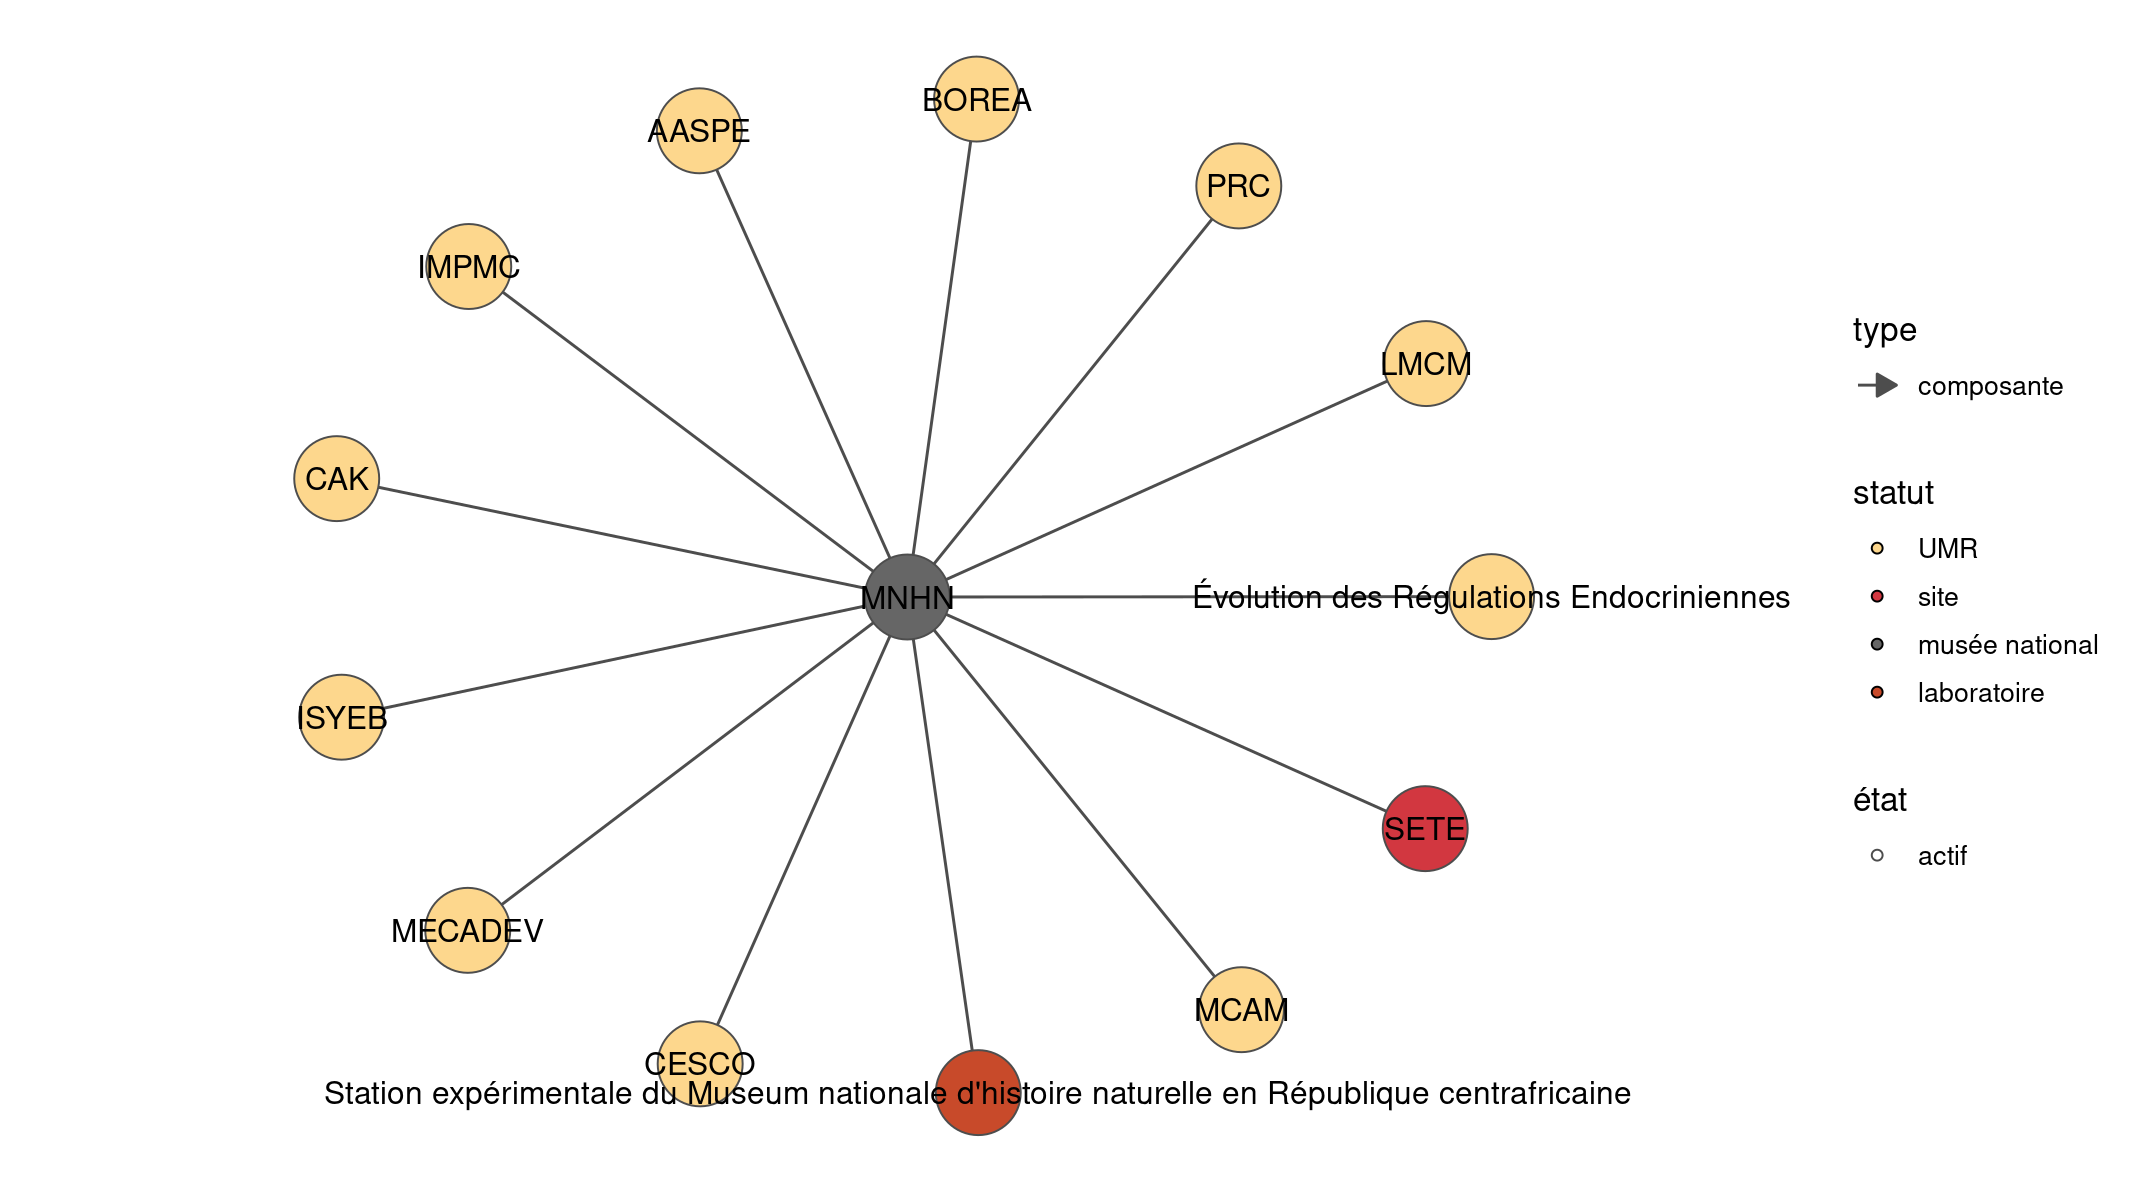 BOREA
AASPE
PRC
IMPMC
LMCM
CAK
MNHN
Évolution des Régulations Endocriniennes
ISYEB
SETE
MECADEV
MCAM
CESCO
Station expérimentale du Museum nationale d'histoire naturelle en République centrafricaine
type
composante
statut
UMR
site
musée national
laboratoire
état
actif